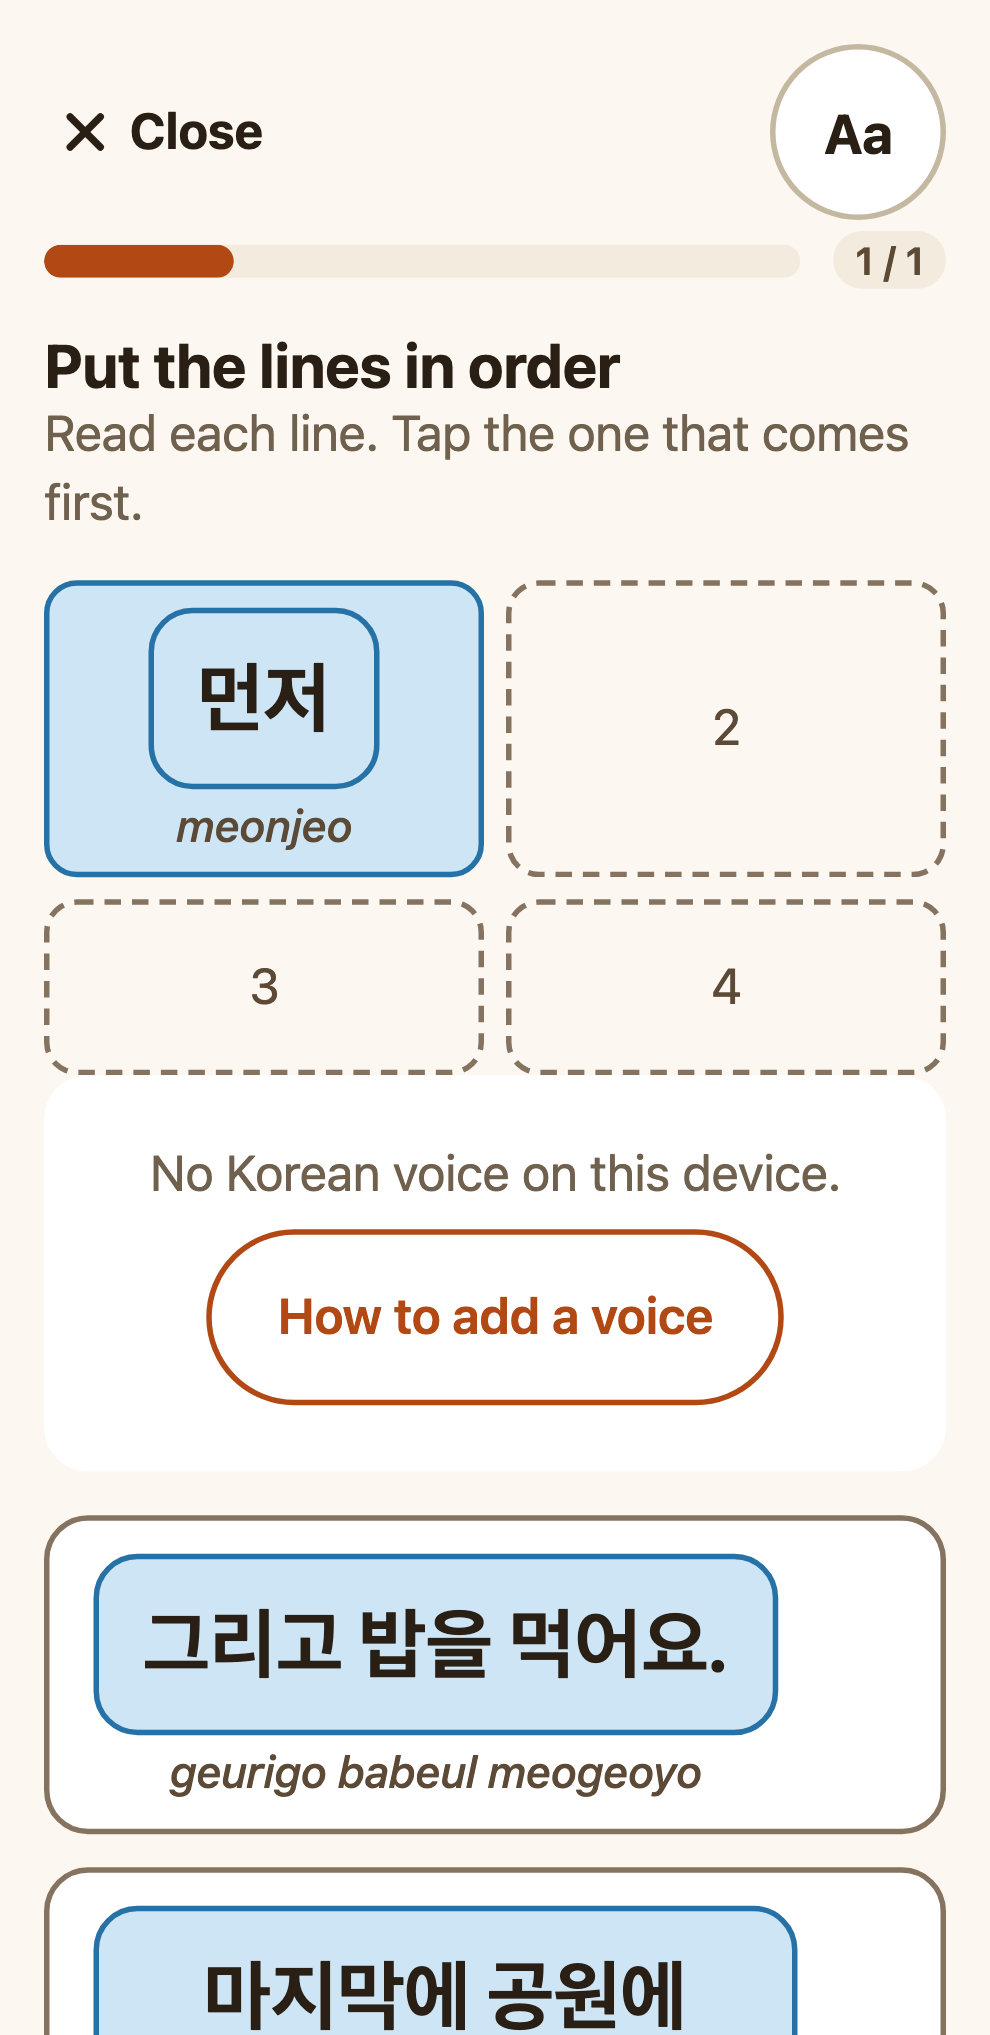 Close
Aa
1 / 1
Put the lines in order
Read each line. Tap the one that comes
first.
먼저
meonjeo
2
3
4
No Korean voice on this device.
How to add a voice
그리고 밥을 먹어요.
geurigo babeul meogeoyo
마지막에 공원에